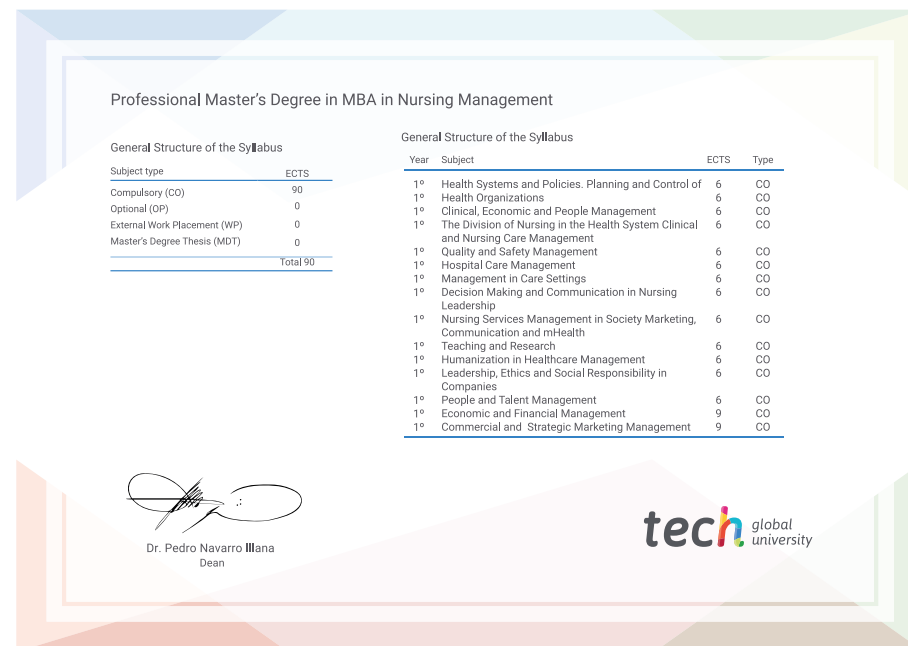 Professional Master's Degree in MBA in Nursing Management
General Structure of the Syllabus
Subject type ECTS
Compulsory (CO) 90
Optional (OP) 0
External Work Placement (WP) 0
Master's Degree Thesis (MDT) 0
Total 90
General Structure of the Syllabus
Year Subject ECTS Type
1º Health Systems and Policies. Planning and Control of 6 CO
1º Health Organizations 6 CO
1º Clinical, Economic and People Management 6 CO
1º The Division of Nursing in the Health System Clinical 6 CO
and Nursing Care Management
1º Quality and Safety Management 6 CO
1º Hospital Care Management 6 CO
1º Management in Care Settings 6 CO
1º Decision Making and Communication in Nursing 6 CO
Leadership
1º Nursing Services Management in Society Marketing, 6 CO
Communication and mHealth
1º Teaching and Research 6 CO
1º Humanization in Healthcare Management 6 CO
1º Leadership, Ethics and Social Responsibility in 6 CO
Companies
1º People and Talent Management 6 CO
1º Economic and Financial Management 9 CO
1º Commercial and Strategic Marketing Management 9 CO
Dr. Pedro Navarro Illana
Dean
tech global
university